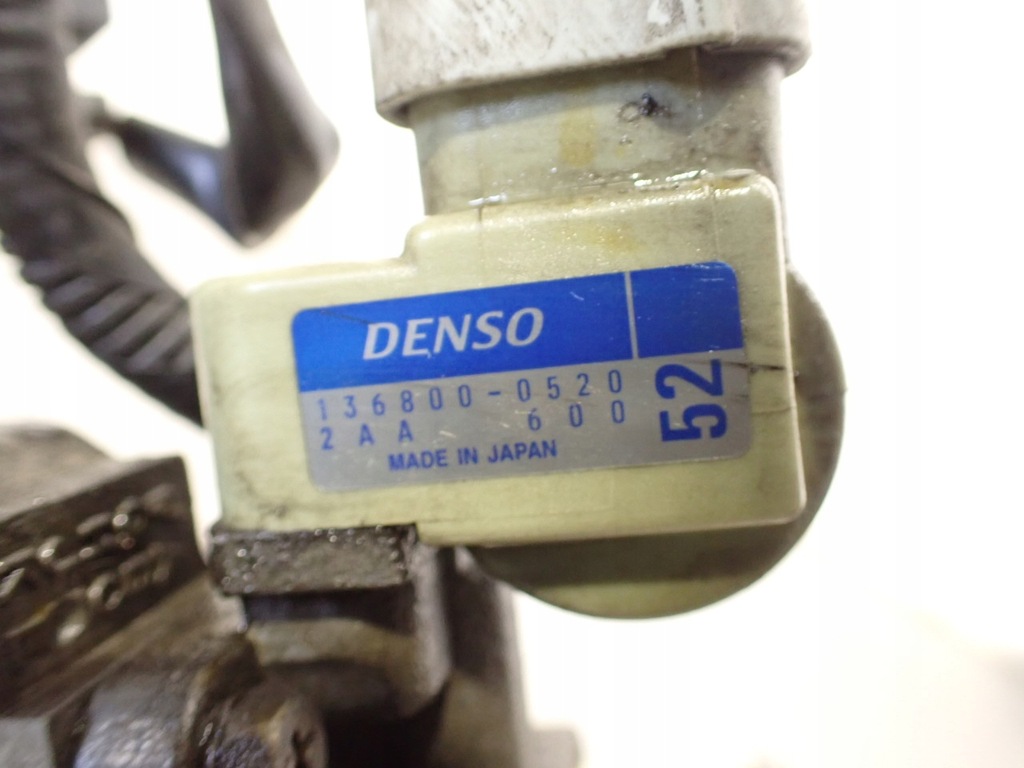 DENSO
136800-0520
2AA 600
MADE IN JAPAN
52